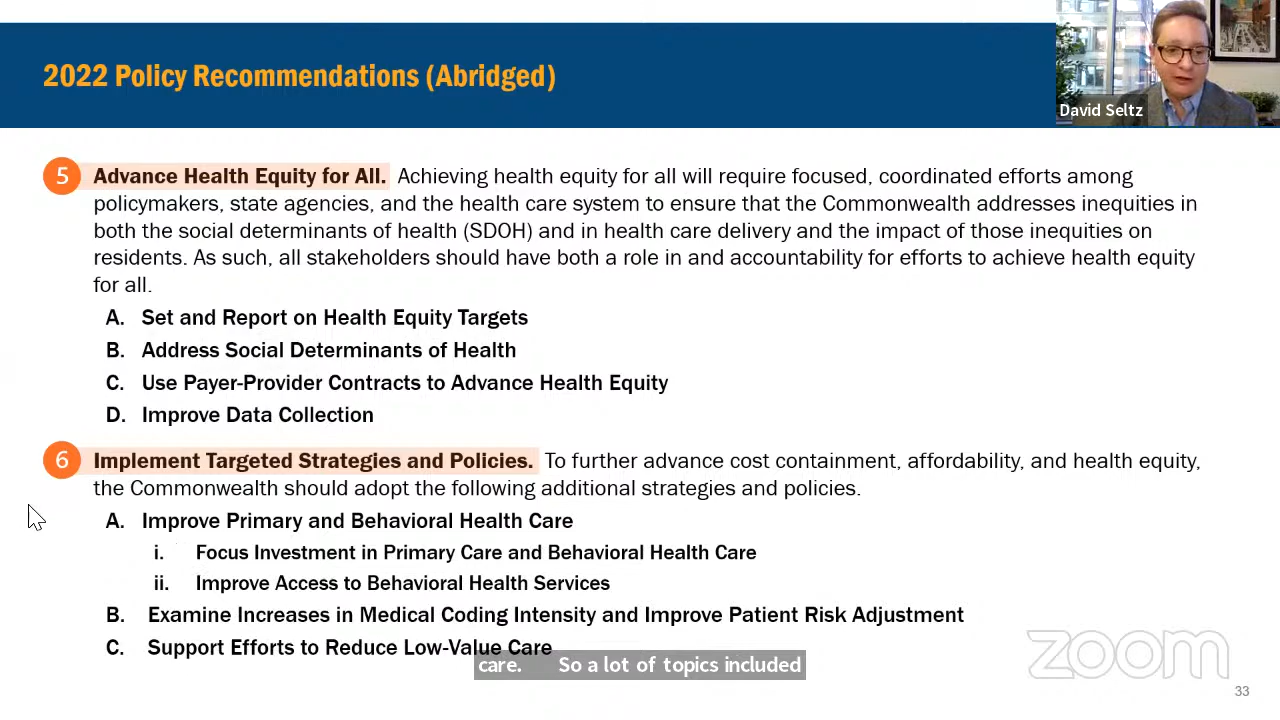 2022 Policy Recommendations (Abridged)
David Seltz
5 Advance Health Equity for All. Achieving health equity for all will require focused, coordinated efforts among
policymakers, state agencies, and the health care system to ensure that the Commonwealth addresses inequities in
both the social determinants of health (SDOH) and in health care delivery and the impact of those inequities on
residents. As such, all stakeholders should have both a role in and accountability for efforts to achieve health equity
for all.
A. Set and Report on Health Equity Targets
B. Address Social Determinants of Health
C. Use Payer-Provider Contracts to Advance Health Equity
D. Improve Data Collection
6 Implement Targeted Strategies and Policies. To further advance cost containment, affordability, and health equity,
the Commonwealth should adopt the following additional strategies and policies.
A. Improve Primary and Behavioral Health Care
i. Focus Investment in Primary Care and Behavioral Health Care
ii. Improve Access to Behavioral Health Services
B. Examine Increases in Medical Coding Intensity and Improve Patient Risk Adjustment
C. Support Efforts to Reduce Low-Value Care
care. So a lot of topics included
zoom
33